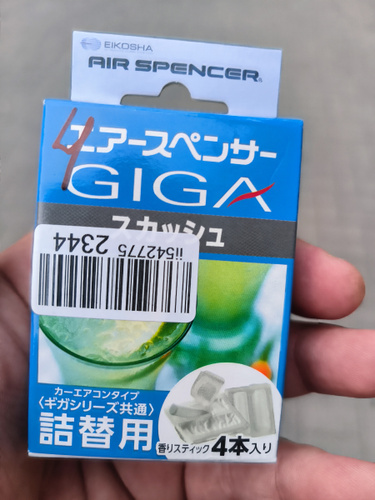 EIKOSHA
AIR SPENCER®
4
エアースペンサー
GIGA
スカッシュ
2344
ii542775
カーエアコンタイプ
〈ギガシリーズ共通〉
詰替用
香りスティック 4本入り